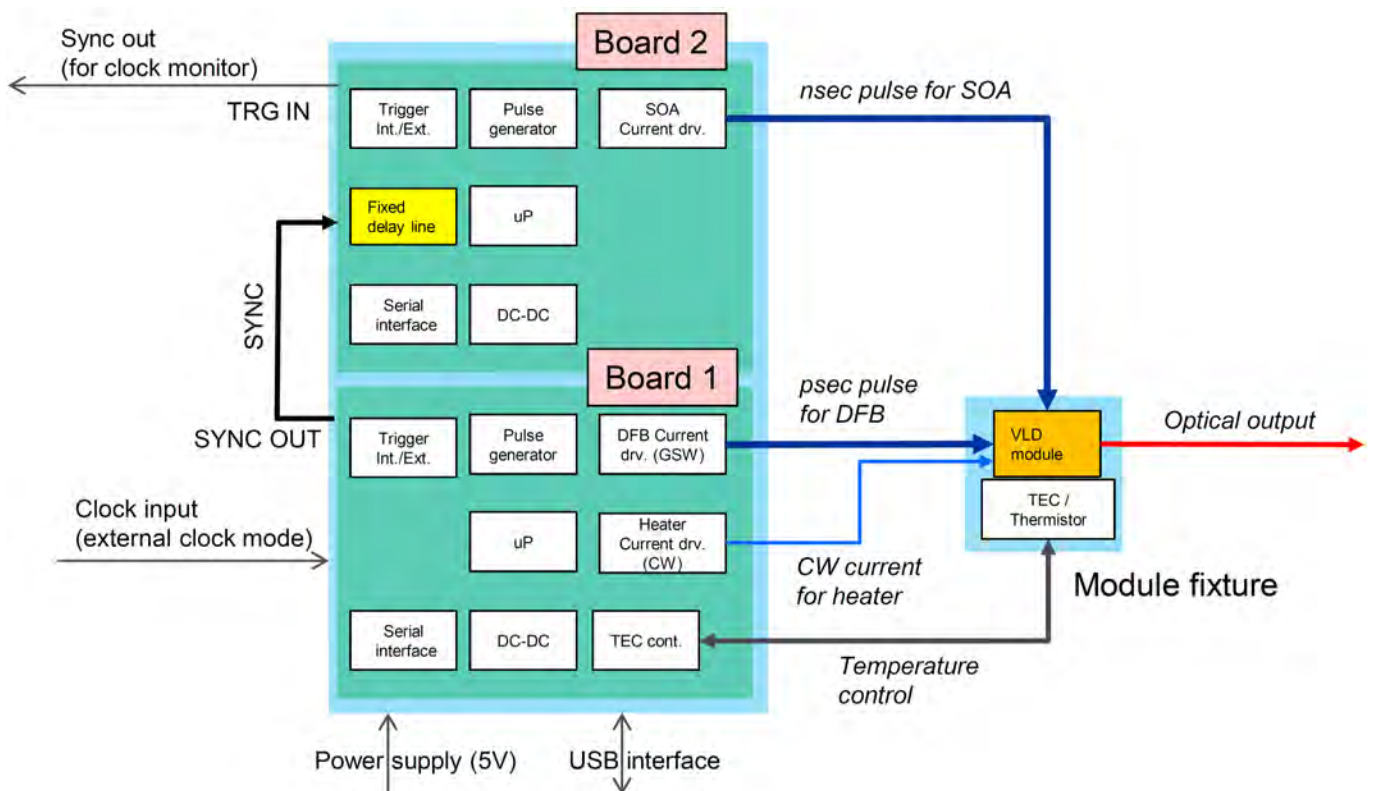 Board 2
Sync out
(for clock monitor)
TRG IN
Trigger
Int./Ext.
Pulse
generator
SOA
Current drv.
nsec pulse for SOA
Fixed
delay line
uP
SYNC
Serial
interface
DC-DC
Board 1
psec pulse
for DFB
SYNC OUT
Trigger
Int./Ext.
Pulse
generator
DFB Current
drv. (GSW)
VLD
module
Optical output
TEC /
Thermistor
Clock input
(external clock mode)
uP
Heater
Current drv.
(CW)
CW current
for heater
Module fixture
Serial
interface
DC-DC
TEC cont.
Temperature
control
Power supply (5V)
USB interface